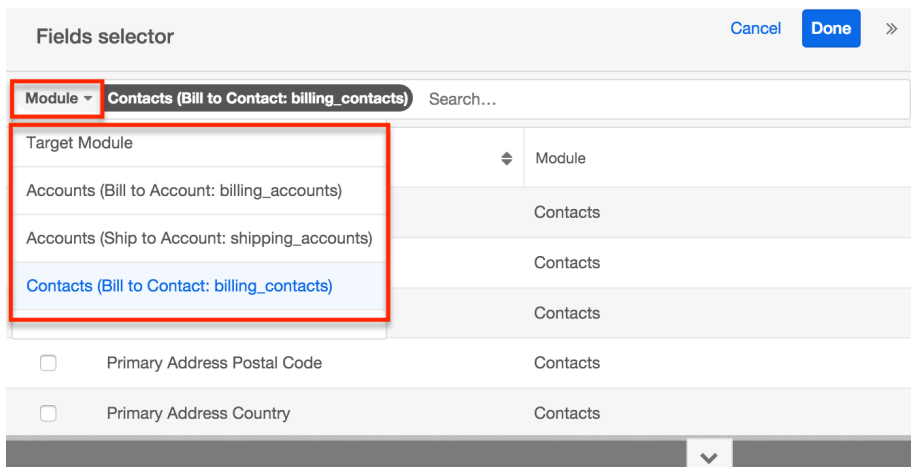 Fields selector
Cancel
Done
Module
Contacts (Bill to Contact: billing_contacts)
Search...
Target Module
Accounts (Bill to Account: billing_accounts)
Accounts (Ship to Account: shipping_accounts)
Contacts (Bill to Contact: billing_contacts)
Module
Contacts
Contacts
Contacts
Primary Address Postal Code Contacts
Primary Address Country Contacts